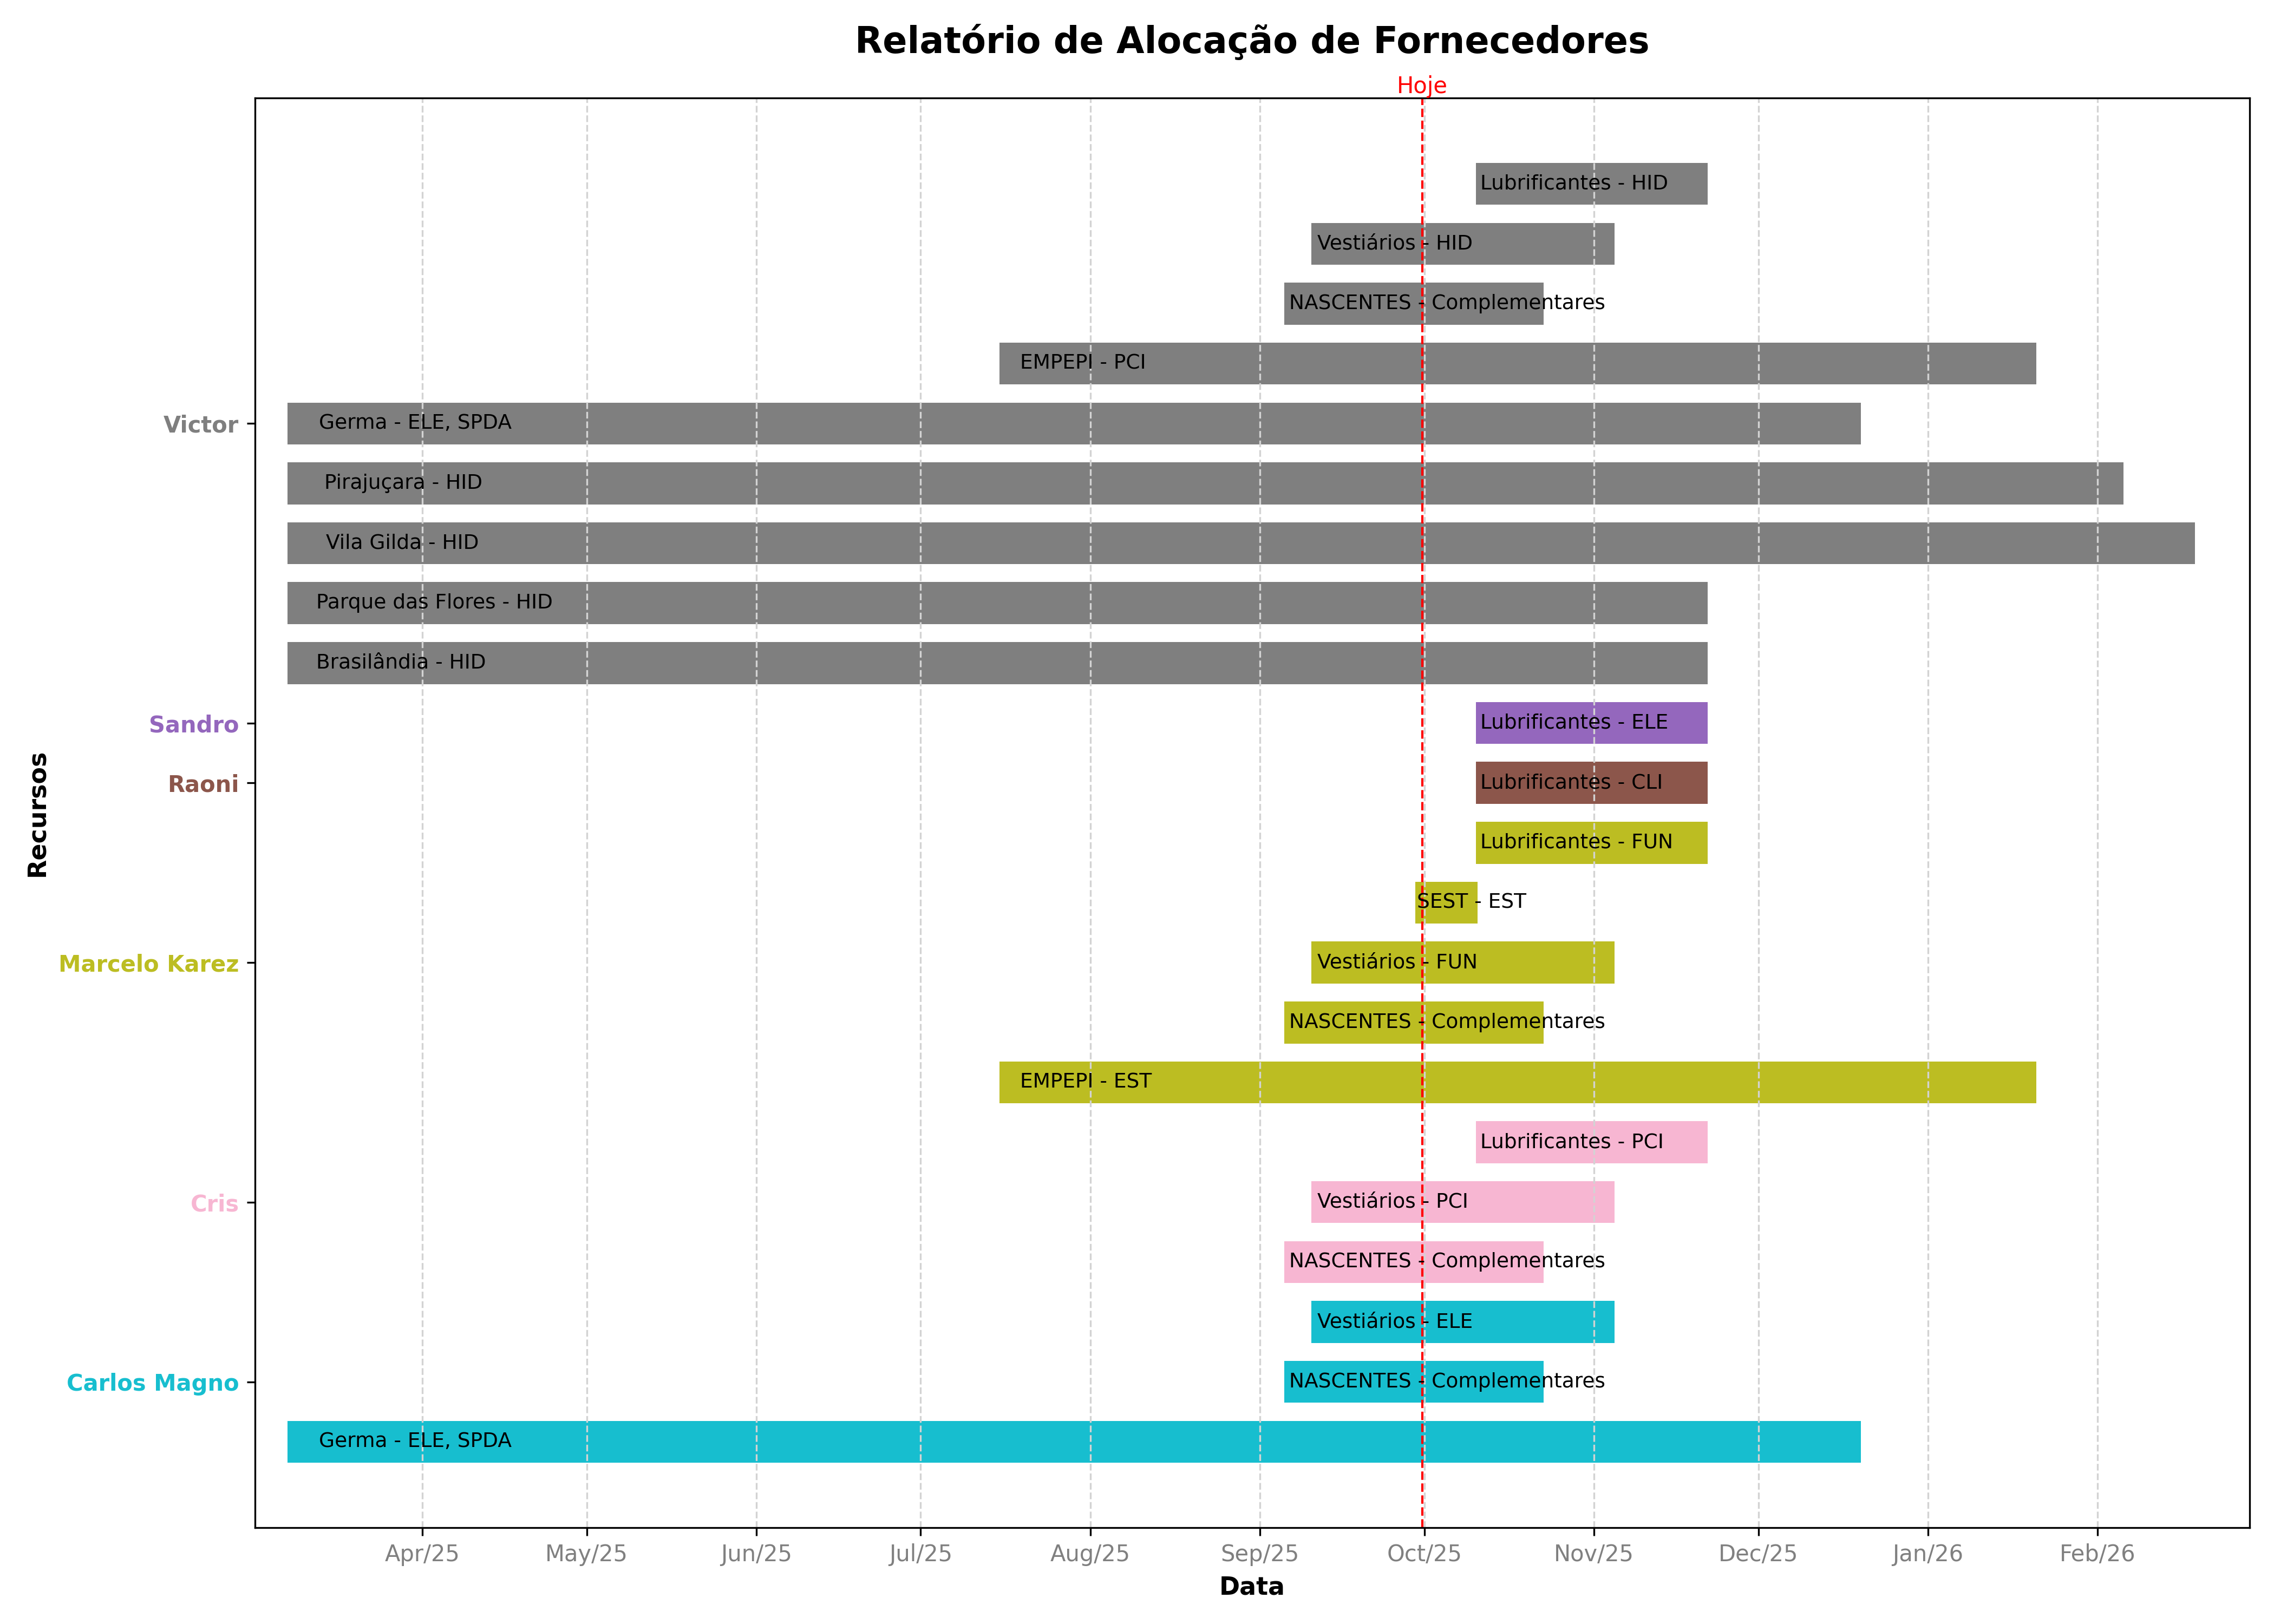 Relatório de Alocação de Fornecedores
Hoje
Lubrificantes - HID
Vestiários - HID
NASCENTES - Complementares
EMPEPI - PCI
Victor
Germa - ELE, SPDA
Pirajuçara - HID
Vila Gilda - HID
Parque das Flores - HID
Brasilândia - HID
Sandro
Lubrificantes - ELE
Raoni
Lubrificantes - CLI
Lubrificantes - FUN
SEST - EST
Marcelo Karez
Vestiários - FUN
NASCENTES - Complementares
EMPEPI - EST
Lubrificantes - PCI
Cris
Vestiários - PCI
NASCENTES - Complementares
Vestiários - ELE
Carlos Magno
NASCENTES - Complementares
Germa - ELE, SPDA
Recursos
Apr/25 May/25 Jun/25 Jul/25 Aug/25 Sep/25 Oct/25 Nov/25 Dec/25 Jan/26 Feb/26
Data